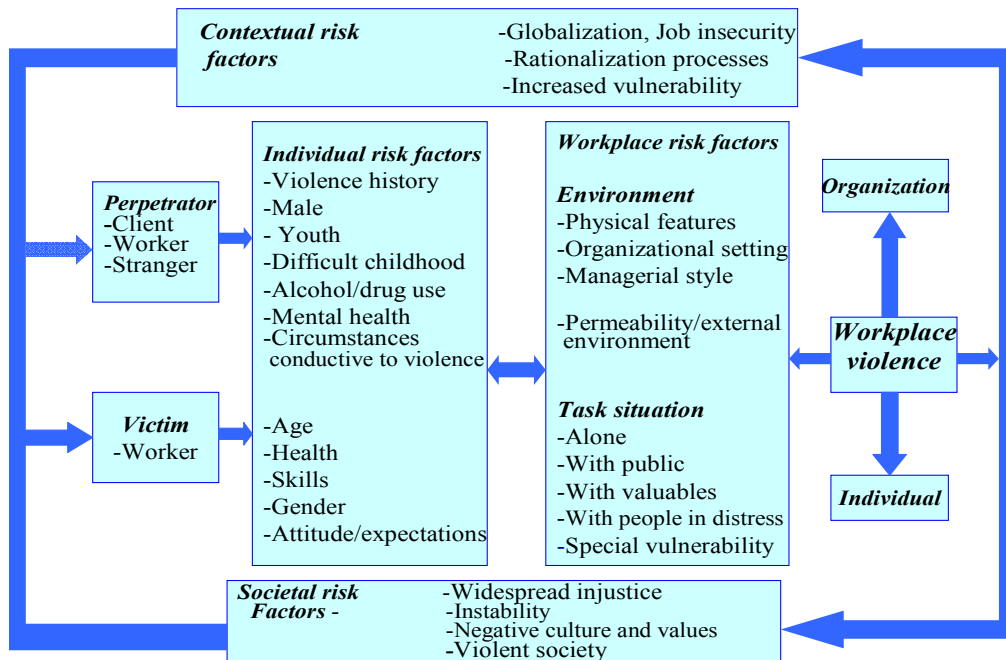 Contextual risk
factors
-Globalization, Job insecurity
-Rationalization processes
-Increased vulnerability
Perpetrator
-Client
-Worker
-Stranger
Victim
-Worker
Individual risk factors
-Violence history
-Male
- Youth
-Difficult childhood
-Alcohol/drug use
-Mental health
-Circumstances
conductive to violence
-Age
-Health
-Skills
-Gender
-Attitude/expectations
Workplace risk factors
Environment
-Physical features
-Organizational setting
-Managerial style
-Permeability/external
environment
Task situation
-Alone
-With public
-With valuables
-With people in distress
-Special vulnerability
Organization
Workplace
violence
Individual
Societal risk
Factors -
-Widespread injustice
-Instability
-Negative culture and values
-Violent society